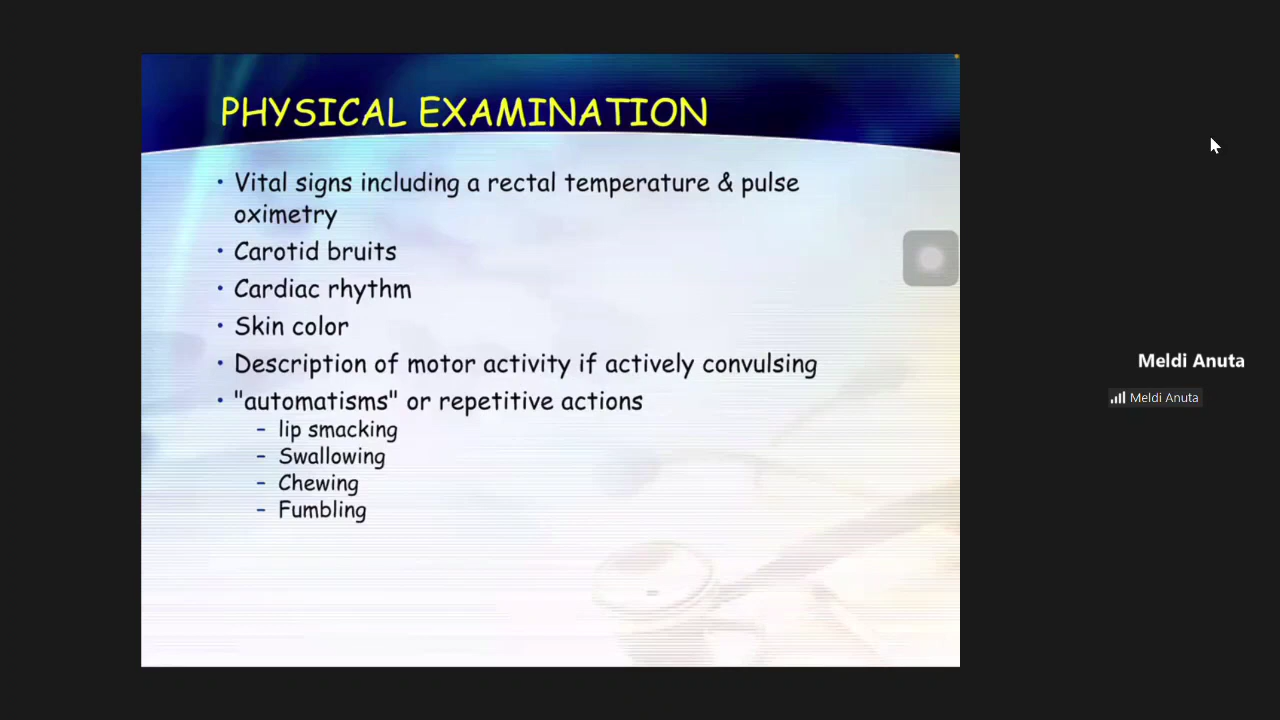 PHYSICAL EXAMINATION
• Vital signs including a rectal temperature & pulse
oximetry
• Carotid bruits
• Cardiac rhythm
• Skin color
• Description of motor activity if actively convulsing
• "automatisms" or repetitive actions
– lip smacking
– Swallowing
– Chewing
– Fumbling
Meldi Anuta
Meldi Anuta